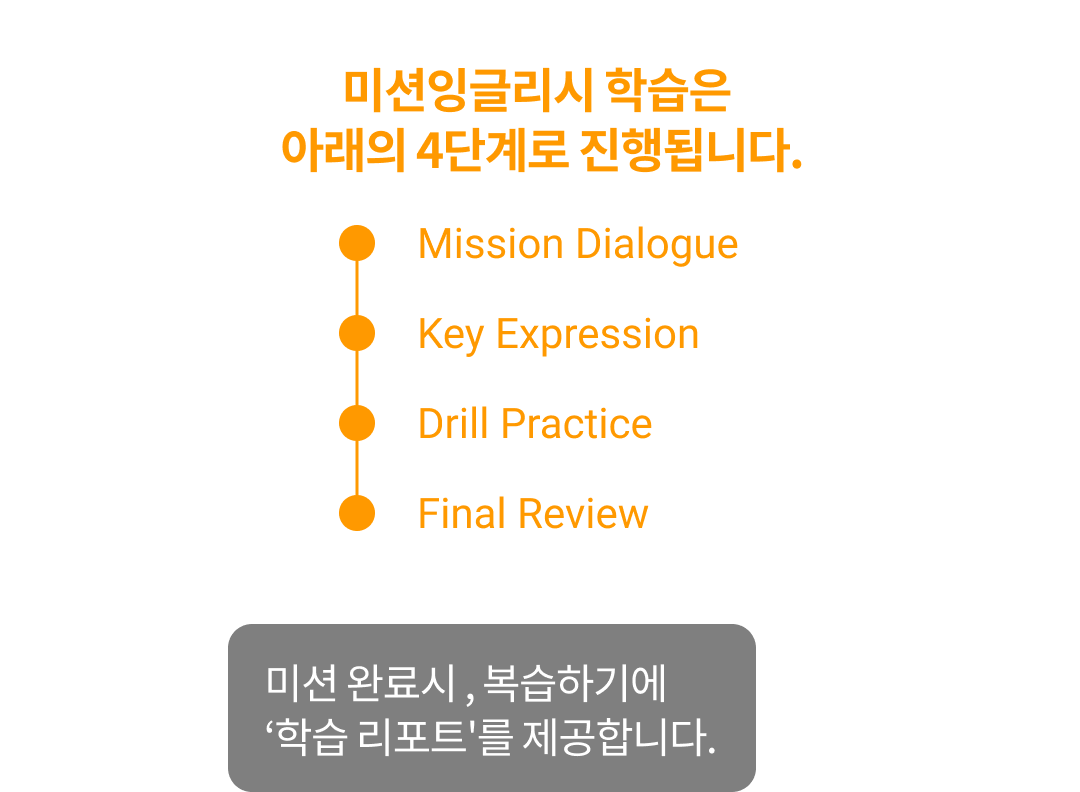 미션잉글리시 학습은
아래의 4단계로 진행됩니다.
Mission Dialogue
Key Expression
Drill Practice
Final Review
미션 완료시 , 복습하기에
‘학습 리포트'를 제공합니다.